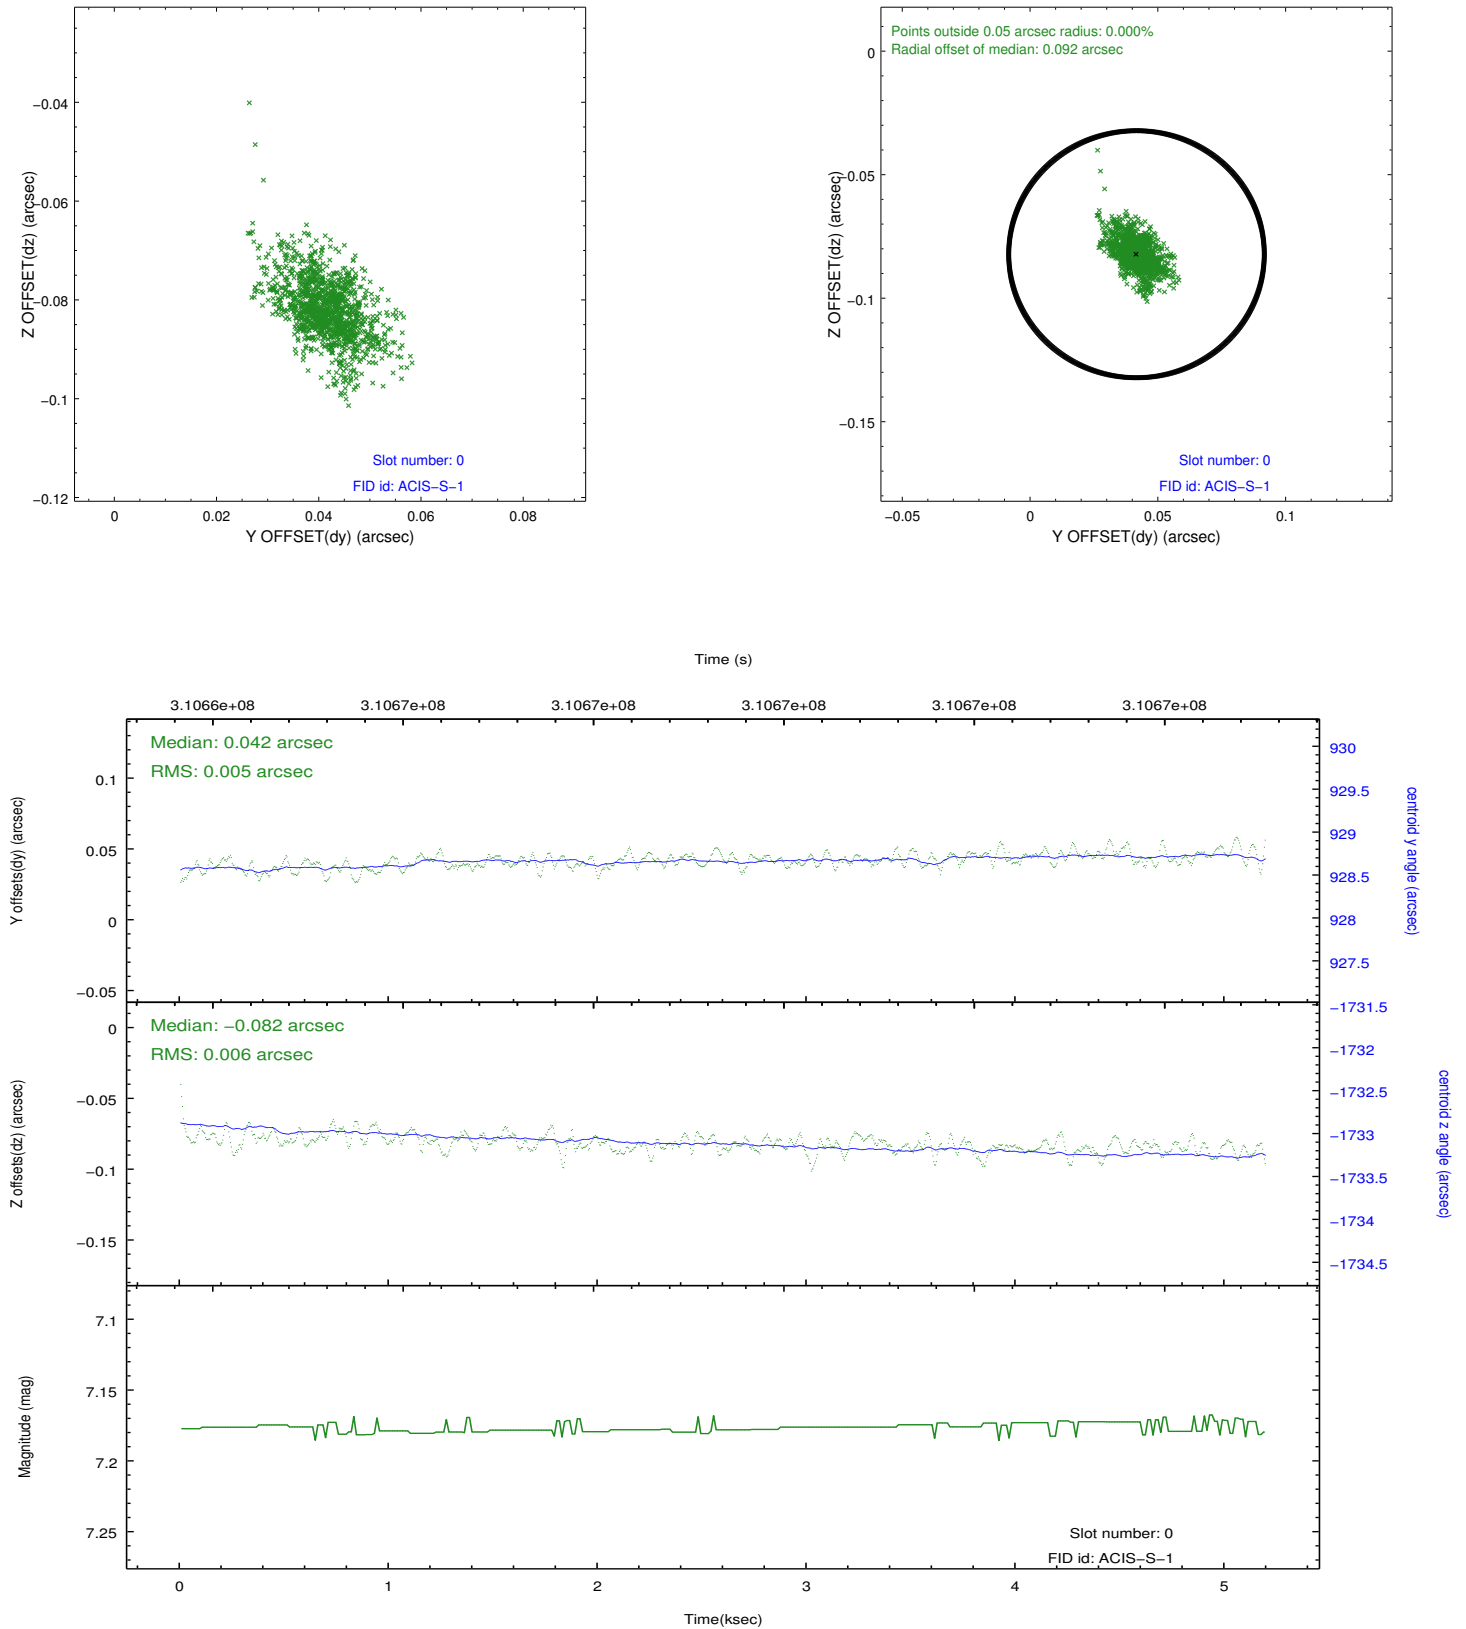 Z OFFSET(dz) (arcsec)
−0.04
−0.06
−0.08
−0.1
−0.12
0
0.02
0.04
0.06
0.08
Y OFFSET(dy) (arcsec)
Slot number: 0
FID id: ACIS−S−1
Points outside 0.05 arcsec radius: 0.000%
Radial offset of median: 0.092 arcsec
Z OFFSET(dz) (arcsec)
0
−0.05
−0.1
−0.15
−0.05
0
0.05
0.1
Y OFFSET(dy) (arcsec)
Slot number: 0
FID id: ACIS−S−1
Time (s)
3.1066e+08 3.1067e+08 3.1067e+08 3.1067e+08 3.1067e+08 3.1067e+08
Median: 0.042 arcsec
RMS: 0.005 arcsec
Y offsets(dy) (arcsec)
0.1
0.05
0
−0.05
930
929.5
929
928.5
928
927.5
centroid y angle (arcsec)
Median: −0.082 arcsec
RMS: 0.006 arcsec
Z offsets(dz) (arcsec)
0
−0.05
−0.1
−0.15
−1731.5
−1732
−1732.5
−1733
−1733.5
−1734
−1734.5
centroid z angle (arcsec)
Magnitude (mag)
7.1
7.15
7.2
7.25
Slot number: 0
FID id: ACIS−S−1
0 1 2 3 4 5
Time(ksec)